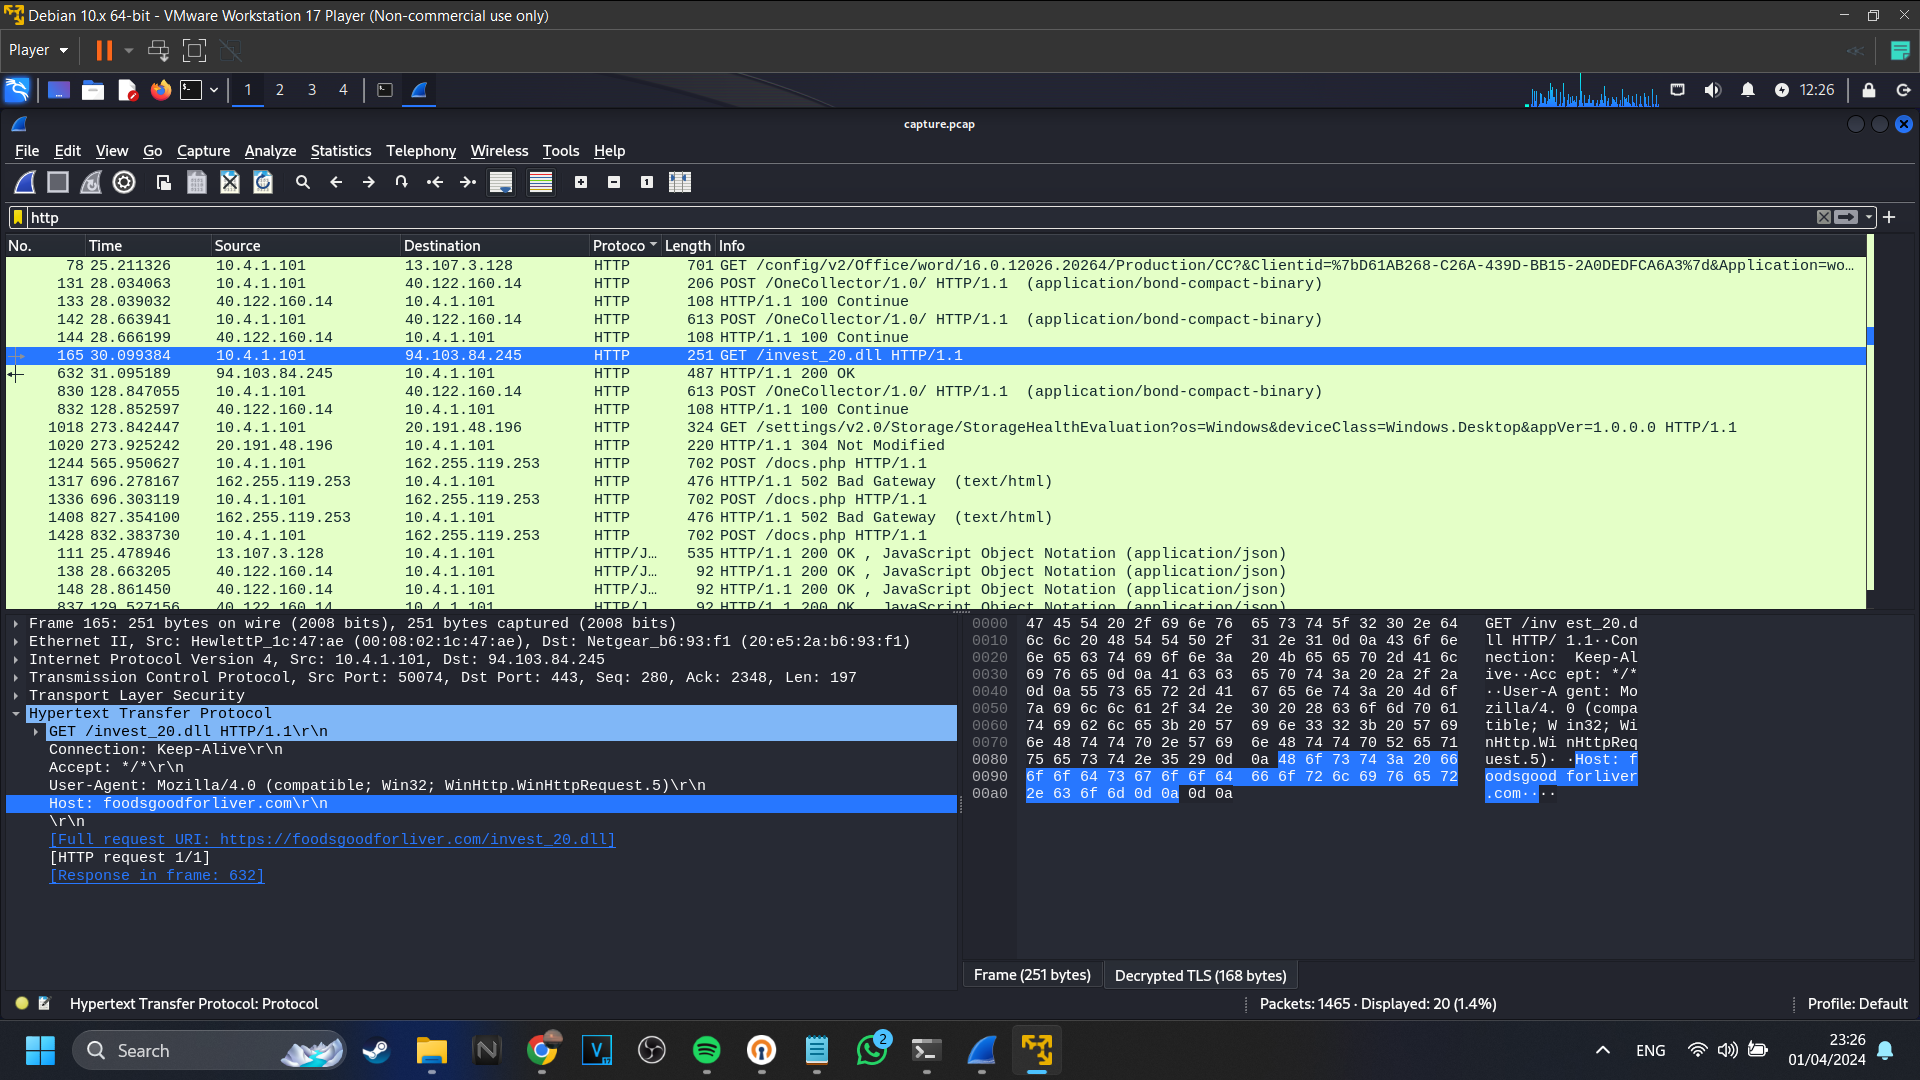 Debian 10.x 64-bit - VMware Workstation 17 Player (Non-commercial use only)
Player
1 2 3 4
12:26
capture.pcap
File Edit View Go Capture Analyze Statistics Telephony Wireless Tools Help
http
No. Time Source Destination Protoco Length Info
78 25.211326 10.4.1.101 13.107.3.128 HTTP 701 GET /config/v2/Office/word/16.0.12026.20264/Production/CC?&Clientid=%7bD61AB268-C26A-439D-BB15-2A0DEDFCA6A3%7d&Application=wo…
131 28.034063 10.4.1.101 40.122.160.14 HTTP 206 POST /OneCollector/1.0/ HTTP/1.1  (application/bond-compact-binary)
133 28.039032 40.122.160.14 10.4.1.101 HTTP 108 HTTP/1.1 100 Continue
142 28.663941 10.4.1.101 40.122.160.14 HTTP 613 POST /OneCollector/1.0/ HTTP/1.1  (application/bond-compact-binary)
144 28.666199 40.122.160.14 10.4.1.101 HTTP 108 HTTP/1.1 100 Continue
165 30.099384 10.4.1.101 94.103.84.245 HTTP 251 GET /invest_20.dll HTTP/1.1
632 31.095189 94.103.84.245 10.4.1.101 HTTP 487 HTTP/1.1 200 OK
830 128.847055 10.4.1.101 40.122.160.14 HTTP 613 POST /OneCollector/1.0/ HTTP/1.1  (application/bond-compact-binary)
832 128.852597 40.122.160.14 10.4.1.101 HTTP 108 HTTP/1.1 100 Continue
1018 273.842447 10.4.1.101 20.191.48.196 HTTP 324 GET /settings/v2.0/Storage/StorageHealthEvaluation?os=Windows&deviceClass=Windows.Desktop&appVer=1.0.0.0 HTTP/1.1
1020 273.925242 20.191.48.196 10.4.1.101 HTTP 220 HTTP/1.1 304 Not Modified
1244 565.950627 10.4.1.101 162.255.119.253 HTTP 702 POST /docs.php HTTP/1.1
1317 696.278167 162.255.119.253 10.4.1.101 HTTP 476 HTTP/1.1 502 Bad Gateway  (text/html)
1336 696.303119 10.4.1.101 162.255.119.253 HTTP 702 POST /docs.php HTTP/1.1
1408 827.354100 162.255.119.253 10.4.1.101 HTTP 476 HTTP/1.1 502 Bad Gateway  (text/html)
1428 832.383730 10.4.1.101 162.255.119.253 HTTP 702 POST /docs.php HTTP/1.1
111 25.478946 13.107.3.128 10.4.1.101 HTTP/J… 535 HTTP/1.1 200 OK , JavaScript Object Notation (application/json)
138 28.663205 40.122.160.14 10.4.1.101 HTTP/J… 92 HTTP/1.1 200 OK , JavaScript Object Notation (application/json)
148 28.861450 40.122.160.14 10.4.1.101 HTTP/J… 92 HTTP/1.1 200 OK , JavaScript Object Notation (application/json)
837 129.527156 40.122.160.14 10.4.1.101 HTTP/J… 92 HTTP/1.1 200 OK , JavaScript Object Notation (application/json)
Frame 165: 251 bytes on wire (2008 bits), 251 bytes captured (2008 bits)
Ethernet II, Src: HewlettP_1c:47:ae (00:08:02:1c:47:ae), Dst: Netgear_b6:93:f1 (20:e5:2a:b6:93:f1)
Internet Protocol Version 4, Src: 10.4.1.101, Dst: 94.103.84.245
Transmission Control Protocol, Src Port: 50074, Dst Port: 443, Seq: 280, Ack: 2348, Len: 197
Transport Layer Security
Hypertext Transfer Protocol
GET /invest_20.dll HTTP/1.1\r\n
Connection: Keep-Alive\r\n
Accept: */*\r\n
User-Agent: Mozilla/4.0 (compatible; Win32; WinHttp.WinHttpRequest.5)\r\n
Host: foodsgoodforliver.com\r\n
\r\n
[Full request URI: https://foodsgoodforliver.com/invest_20.dll]
[HTTP request 1/1]
[Response in frame: 632]
0000 47 45 54 20 2f 69 6e 76 65 73 74 5f 32 30 2e 64 GET /inv est_20.d
0010 6c 6c 20 48 54 54 50 2f 31 2e 31 0d 0a 43 6f 6e ll HTTP/ 1.1··Con
0020 6e 65 63 74 69 6f 6e 3a 20 4b 65 65 70 2d 41 6c nection:  Keep-Al
0030 69 76 65 0d 0a 41 63 63 65 70 74 3a 20 2a 2f 2a ive··Acc ept: */*
0040 0d 0a 55 73 65 72 2d 41 67 65 6e 74 3a 20 4d 6f ··User-A gent: Mo
0050 7a 69 6c 6c 61 2f 34 2e 30 20 28 63 6f 6d 70 61 zilla/4. 0 (compa
0060 74 69 62 6c 65 3b 20 57 69 6e 33 32 3b 20 57 69 tible; W in32; Wi
0070 6e 48 74 74 70 2e 57 69 6e 48 74 74 70 52 65 71 nHttp.Wi nHttpReq
0080 75 65 73 74 2e 35 29 0d 0a 48 6f 73 74 3a 20 66 uest.5)· ·Host: f
0090 6f 6f 64 73 67 6f 6f 64 66 6f 72 6c 69 76 65 72 oodsgood forliver
00a0 2e 63 6f 6d 0d 0a 0d 0a .com····
Frame (251 bytes) Decrypted TLS (168 bytes)
Hypertext Transfer Protocol: Protocol
Packets: 1465 · Displayed: 20 (1.4%)
Profile: Default
Search
2
ENG
23:26
01/04/2024